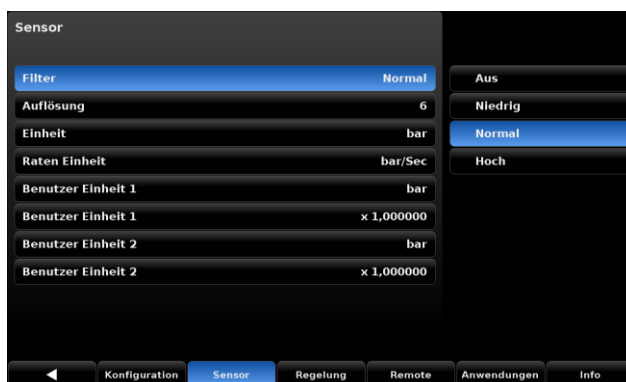 Sensor
Filter Normal
Auflösung 6
Einheit bar
Raten Einheit bar/Sec
Benutzer Einheit 1 bar
Benutzer Einheit 1 x 1,000000
Benutzer Einheit 2 bar
Benutzer Einheit 2 x 1,000000
Aus
Niedrig
Normal
Hoch
Konfiguration Sensor Regelung Remote Anwendungen Info